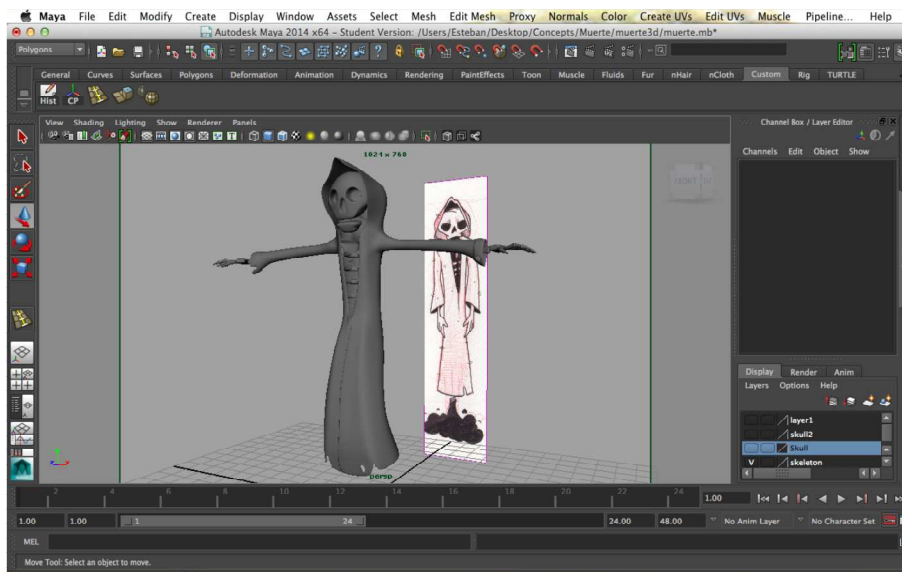 Maya File Edit Modify Create Display Window Assets Select Mesh Edit Mesh Proxy Normals Color Create UVs Edit UVs Muscle Pipeline... Help
Autodesk Maya 2014 x64 – Student Version: /Users/Esteban/Desktop/Concepts/Muerte/muerte3d/muerte.mb*
Polygons
General Curves Surfaces Polygons Deformation Animation Dynamics Rendering PaintEffects Toon Muscle Fluids Fur nHair nCloth Custom Rig TURTLE
Hist CP
View Shading Lighting Show Renderer Panels
Channel Box / Layer Editor
1024 x 768
Channels Edit Object Show
FRONT
persp
Display Render Anim
Layers Options Help
layer1
skull2
Skull
V skeleton
2 4 6 8 10 12 14 16 18 20 22 24 1.00
1.00 1.00 1 24 24.00 48.00 No Anim Layer No Character Set
MEL
Move Tool: Select an object to move.